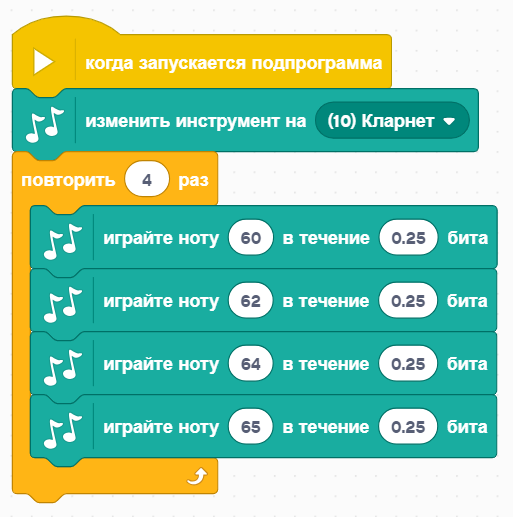 когда запускается подпрограмма
изменить инструмент на (10) Кларнет
повторить 4 раз
играйте ноту 60 в течение 0.25 бита
играйте ноту 62 в течение 0.25 бита
играйте ноту 64 в течение 0.25 бита
играйте ноту 65 в течение 0.25 бита